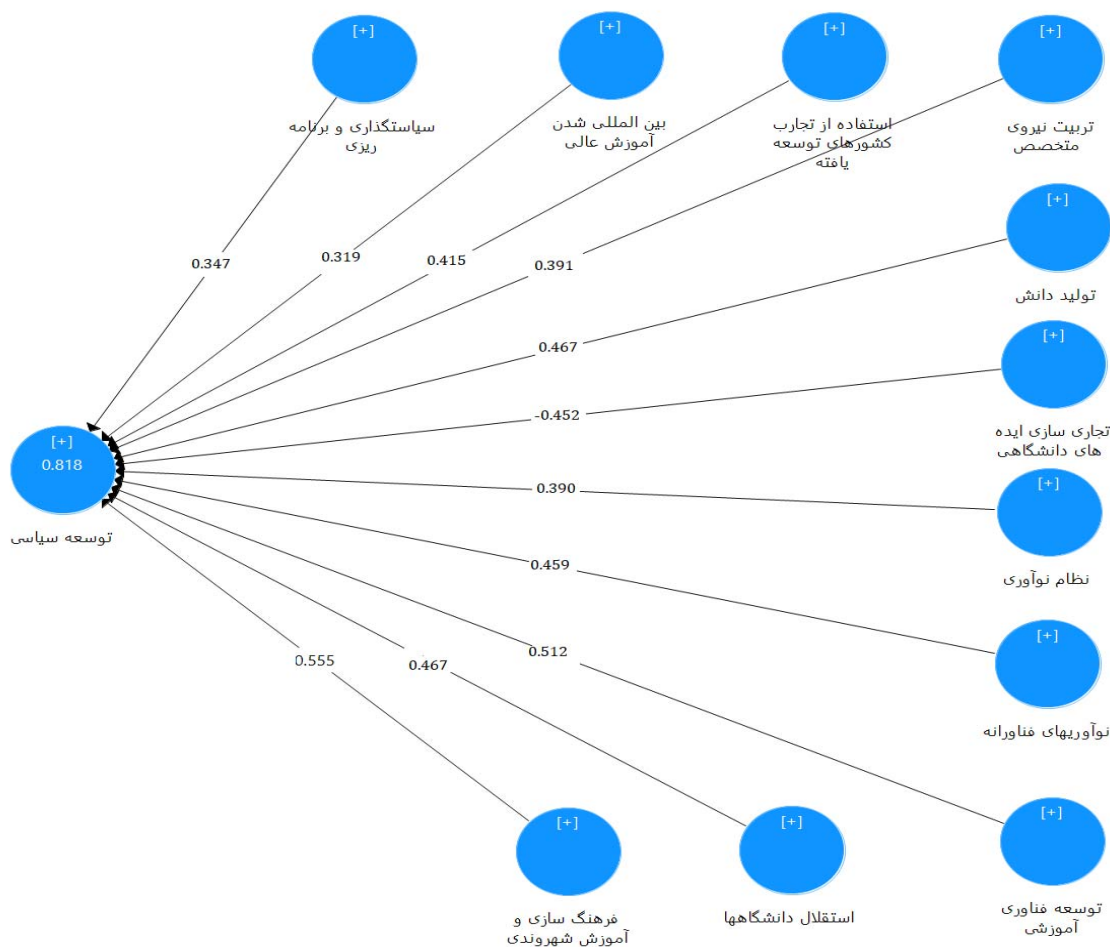 [+]
سیاستگذاری و برنامه
ریزی
[+]
بین المللی شدن
آموزش عالی
[+]
استفاده از تجارب
کشورهای توسعه
یافته
[+]
تربیت نیروی
متخصص
[+]
تولید دانش
[+]
تجاری سازی ایده
های دانشگاهی
[+]
نظام نوآوری
[+]
نوآوریهای فناورانه
[+]
توسعه فناوری
آموزشی
[+]
استقلال دانشگاهها
[+]
فرهنگ سازی و
آموزش شهروندی
[+]
0.818
توسعه سیاسی
0.347
0.319
0.415
0.391
0.467
-0.452
0.390
0.459
0.512
0.467
0.555